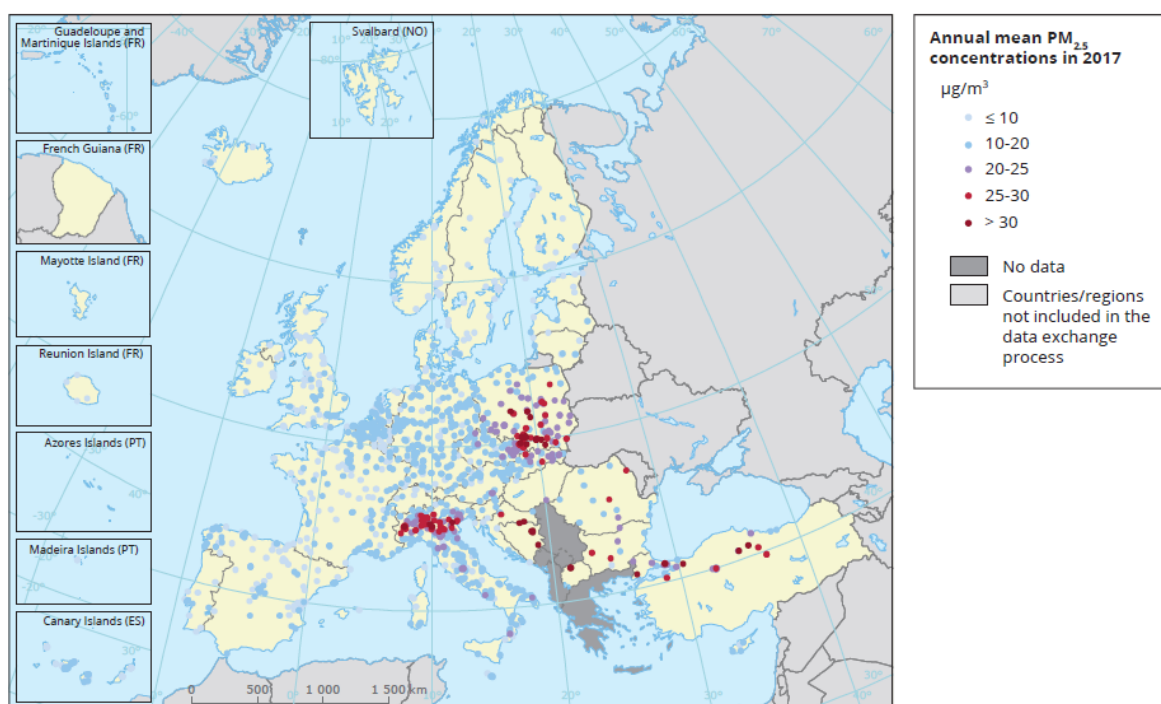 Guadeloupe and
Martinique Islands (FR)
Svalbard (NO)
French Guiana (FR)
Mayotte Island (FR)
Reunion Island (FR)
Azores Islands (PT)
Madeira Islands (PT)
Canary Islands (ES)
0 500 1 000 1 500 km
Annual mean PM2.5
concentrations in 2017
µg/m³
≤ 10
10-20
20-25
25-30
> 30
No data
Countries/regions
not included in the
data exchange
process